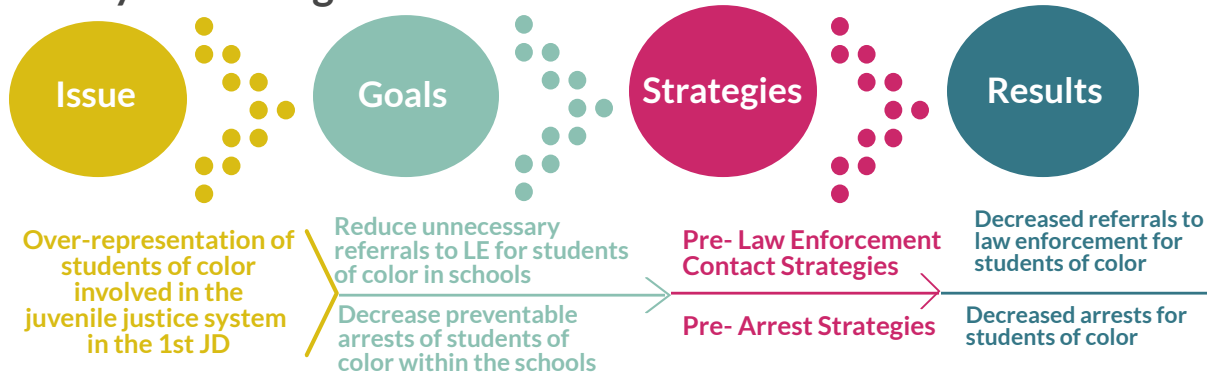 Issue
Goals
Strategies
Results
Over-representation of
students of color
involved in the
juvenile justice system
in the 1st JD
Reduce unnecessary
referrals to LE for students
of color in schools
Decrease preventable
arrests of students of
color within the schools
Pre- Law Enforcement
Contact Strategies
Pre- Arrest Strategies
Decreased referrals to
law enforcement for
students of color
Decreased arrests for
students of color